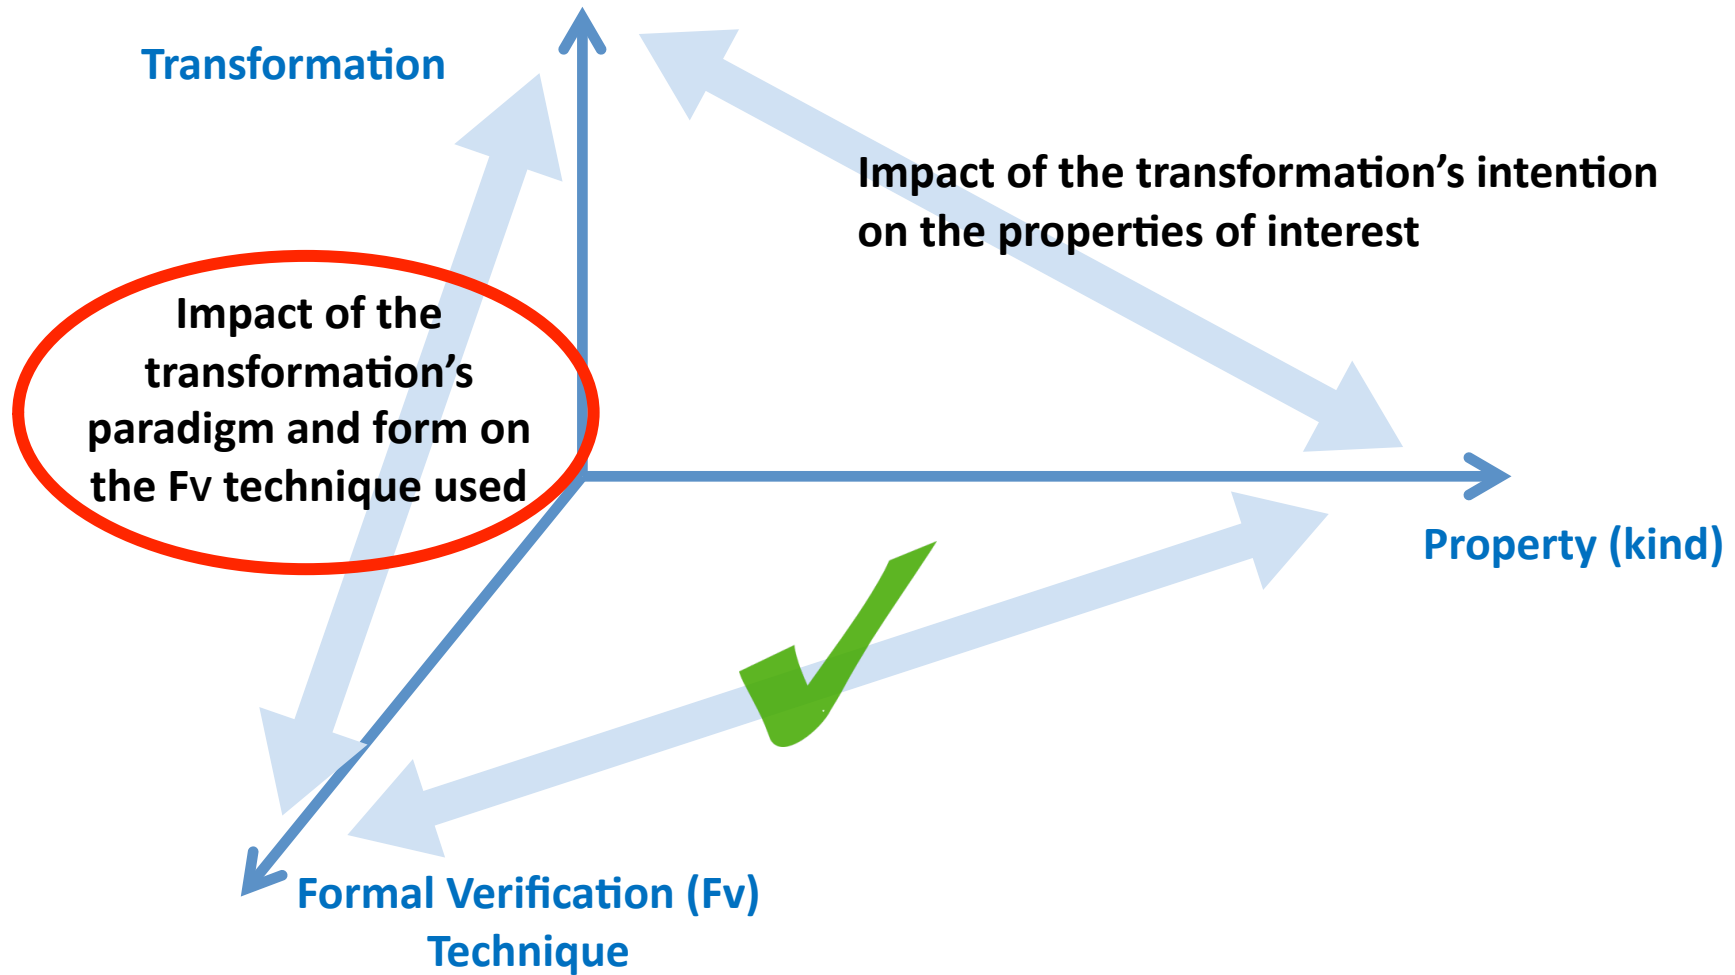 Transformation
Impact of the transformation’s intention
on the properties of interest
Impact of the
transformation’s
paradigm and form on
the Fv technique used
Property (kind)
Formal Verification (Fv)
Technique